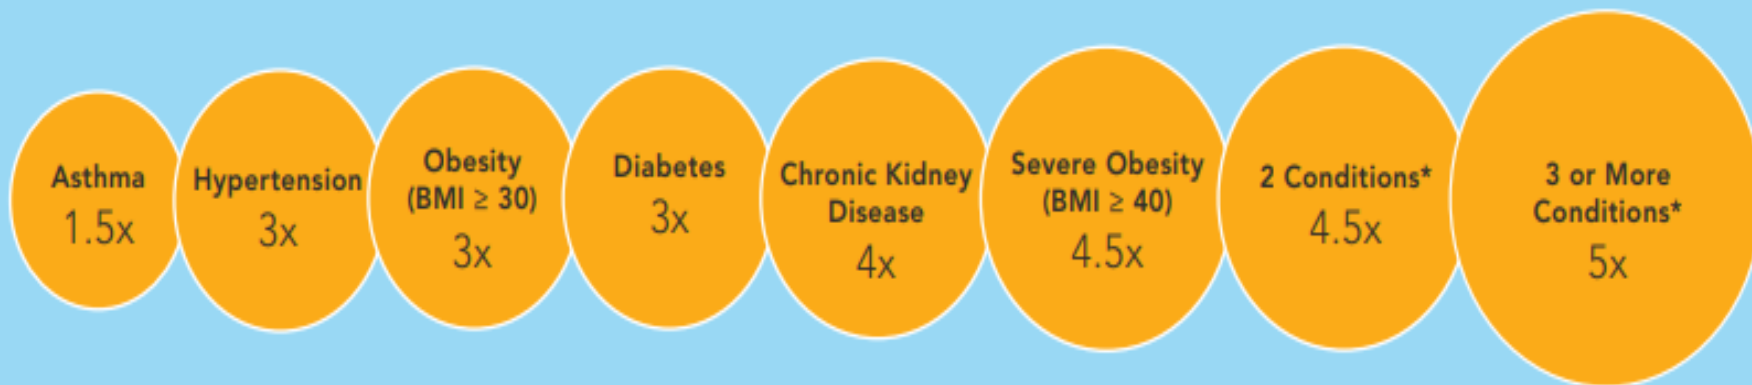 Asthma
1.5x
Hypertension
3x
Obesity
(BMI ≥ 30)
3x
Diabetes
3x
Chronic Kidney
Disease
4x
Severe Obesity
(BMI ≥ 40)
4.5x
2 Conditions*
4.5x
3 or More
Conditions*
5x